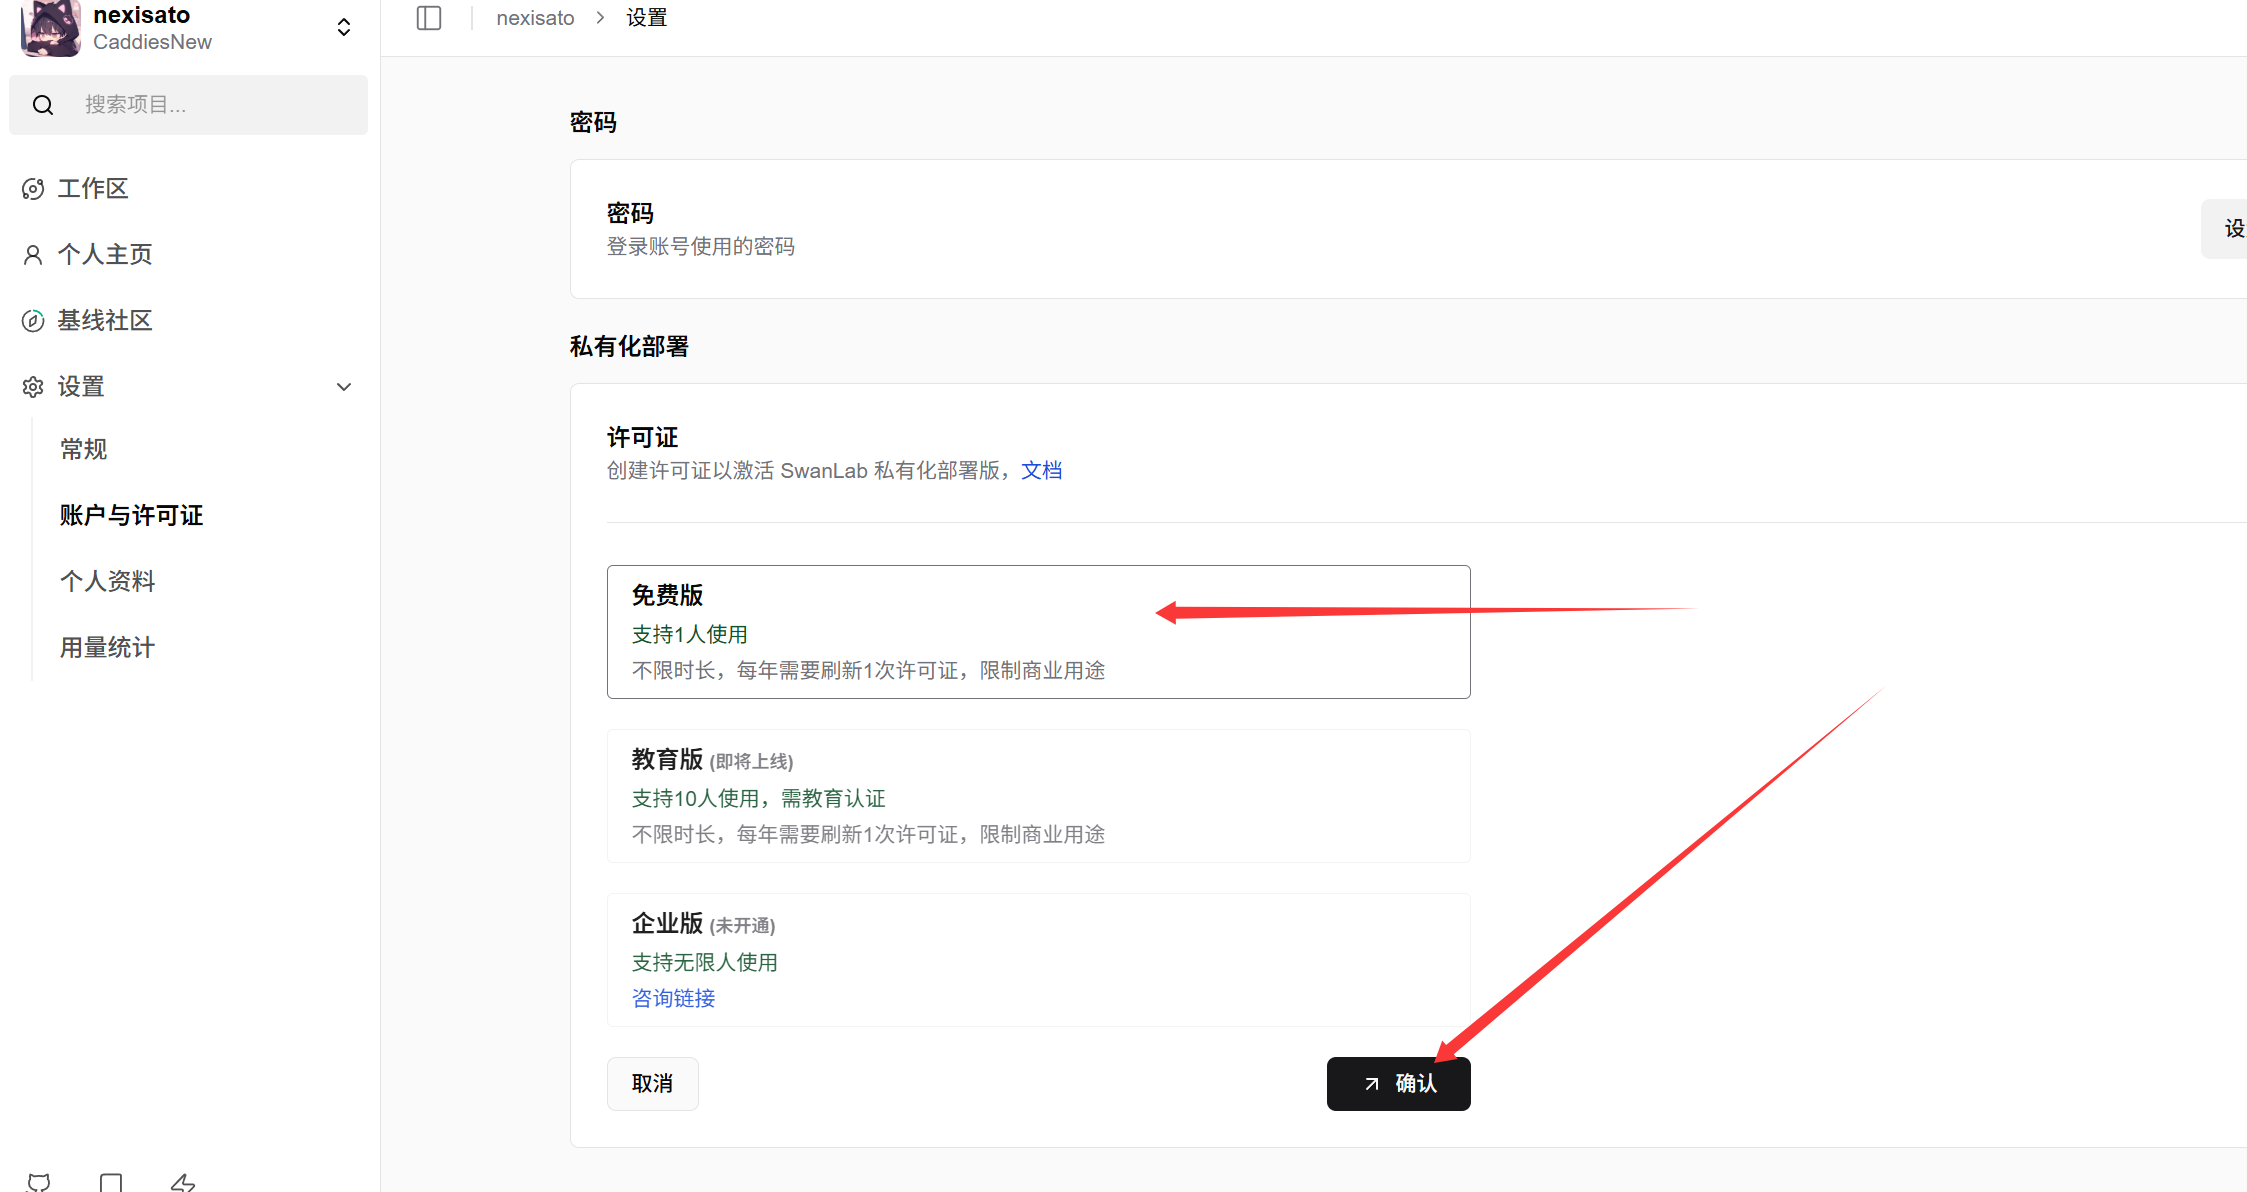 nexisato
CaddiesNew
搜索项目...
工作区
个人主页
基线社区
设置
常规
账户与许可证
个人资料
用量统计
nexisato > 设置
密码
密码
登录账号使用的密码
设
私有化部署
许可证
创建许可证以激活 SwanLab 私有化部署版，文档
免费版
支持1人使用
不限时长，每年需要刷新1次许可证，限制商业用途
教育版 (即将上线)
支持10人使用，需教育认证
不限时长，每年需要刷新1次许可证，限制商业用途
企业版 (未开通)
支持无限人使用
咨询链接
取消
确认